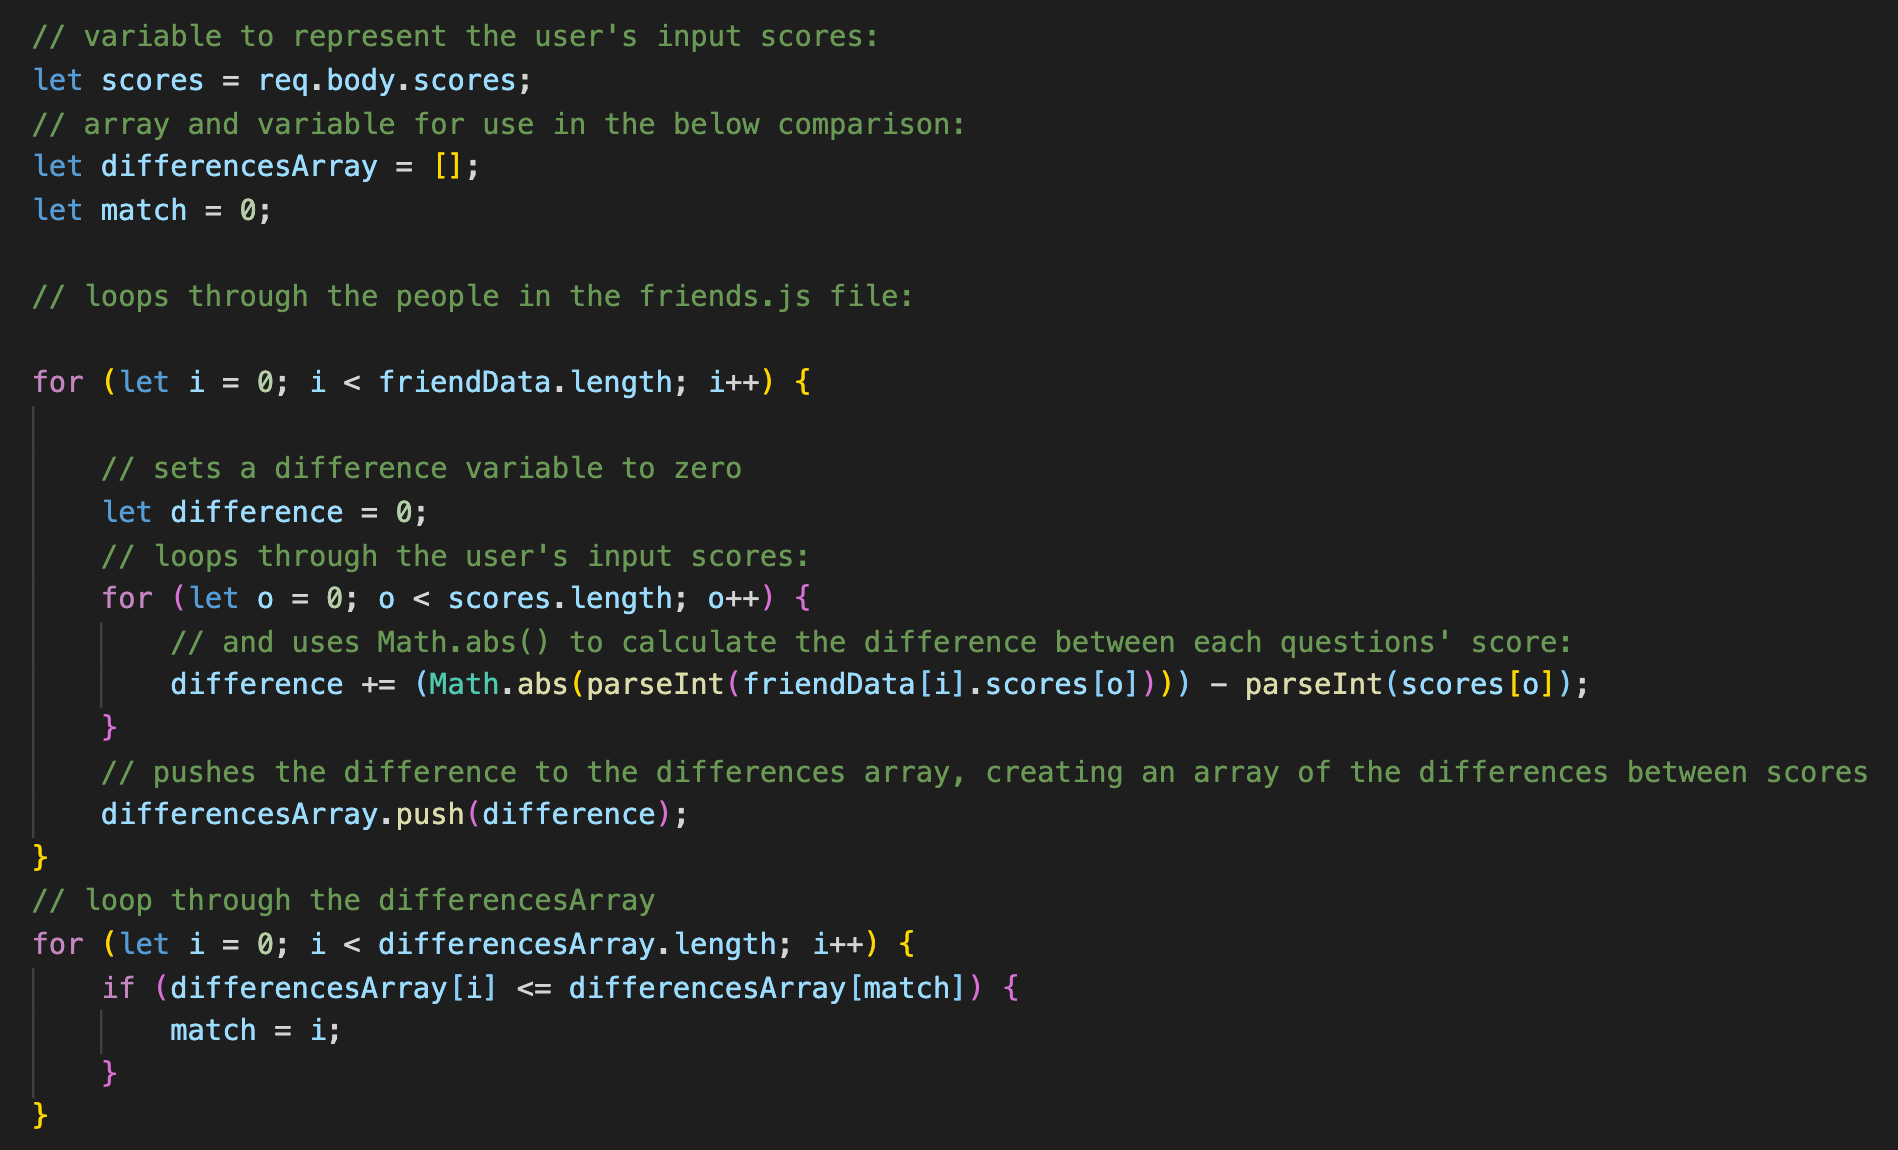 // variable to represent the user's input scores:
let scores = req.body.scores;
// array and variable for use in the below comparison:
let differencesArray = [];
let match = 0;
// loops through the people in the friends.js file:
for (let i = 0; i < friendData.length; i++) {
// sets a difference variable to zero
let difference = 0;
// loops through the user's input scores:
for (let o = 0; o < scores.length; o++) {
// and uses Math.abs() to calculate the difference between each questions' score:
difference += (Math.abs(parseInt(friendData[i].scores[o]))) - parseInt(scores[o]);
}
// pushes the difference to the differences array, creating an array of the differences between scores
differencesArray.push(difference);
}
// loop through the differencesArray
for (let i = 0; i < differencesArray.length; i++) {
if (differencesArray[i] <= differencesArray[match]) {
match = i;
}
}